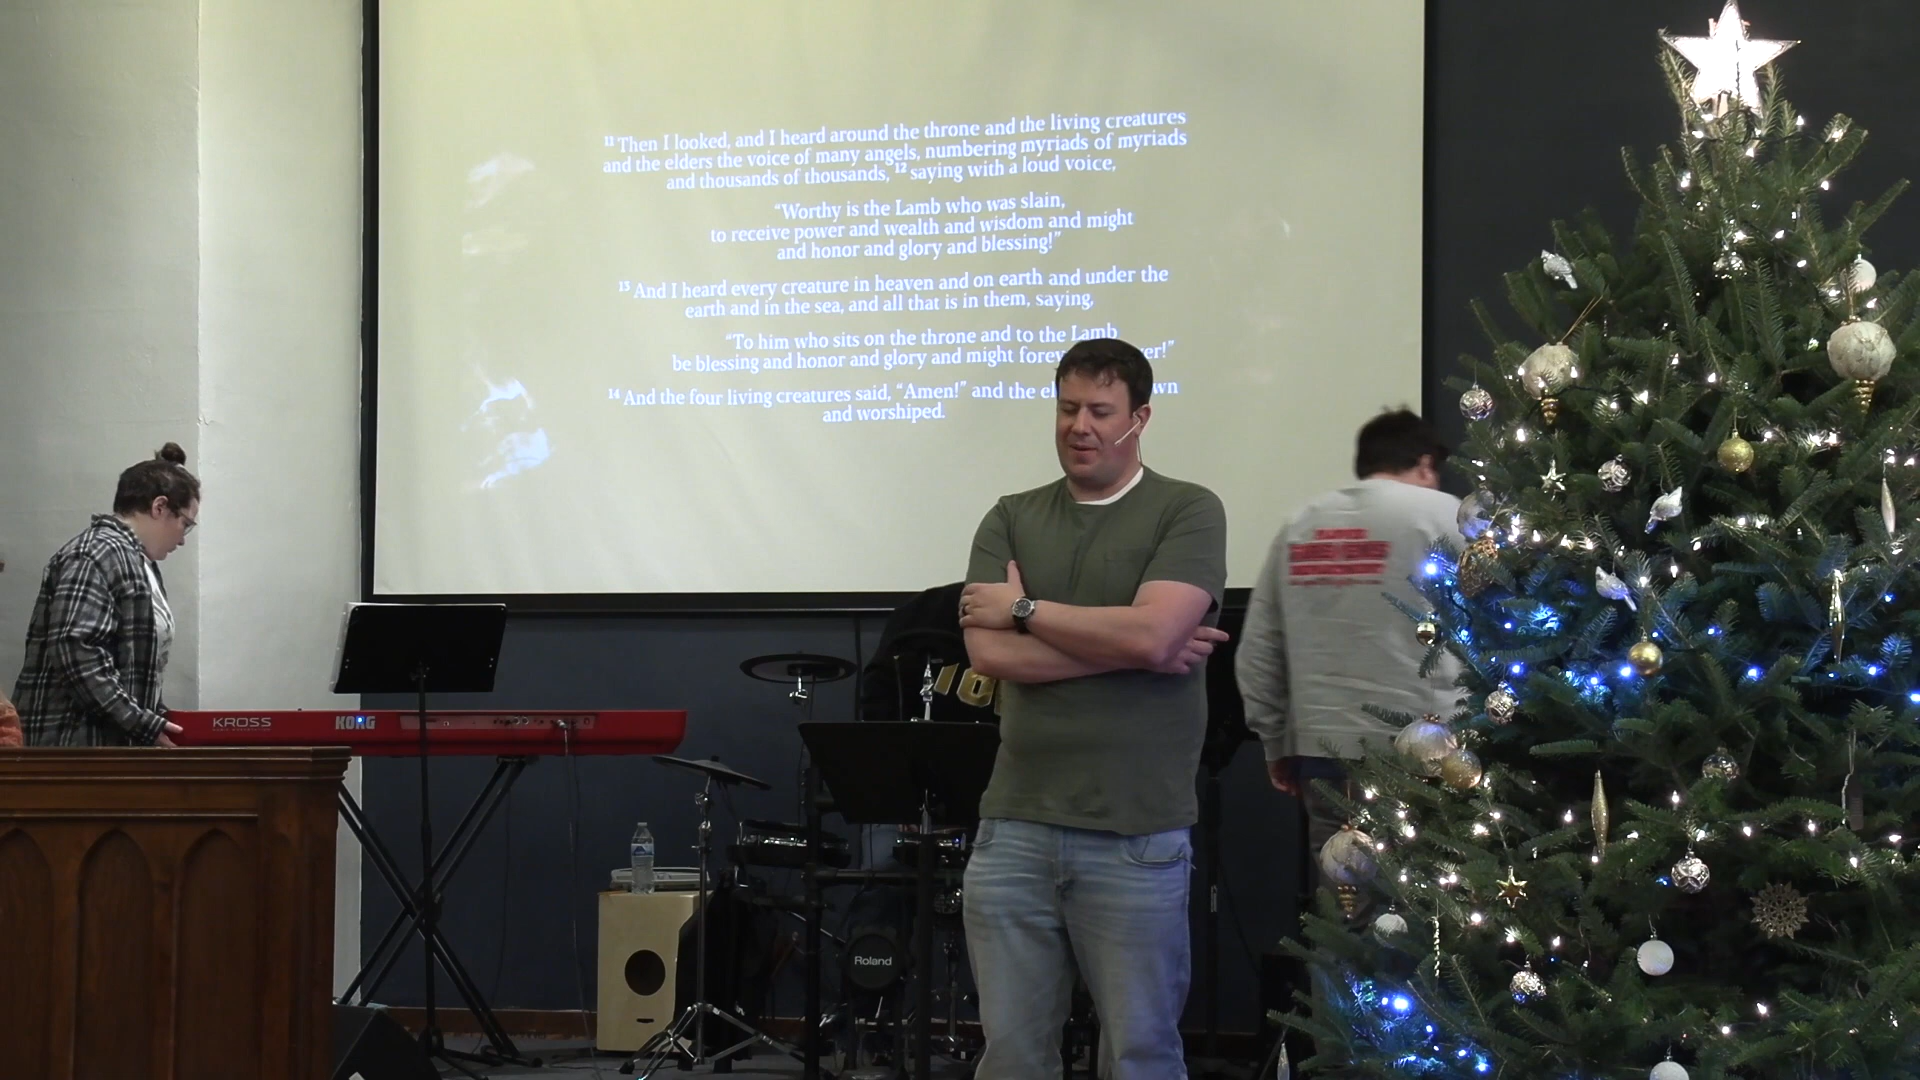 11 Then I looked, and I heard around the throne and the living creatures
and the elders the voice of many angels, numbering myriads of myriads
and thousands of thousands, 12 saying with a loud voice,
“Worthy is the Lamb who was slain,
to receive power and wealth and wisdom and might
and honor and glory and blessing!”
13 And I heard every creature in heaven and on earth and under the
earth and in the sea, and all that is in them, saying,
“To him who sits on the throne and to the Lamb
be blessing and honor and glory and might
14 And the four living creatures said, “Amen!” and the
and worshiped.
KROSS
KORG
Roland